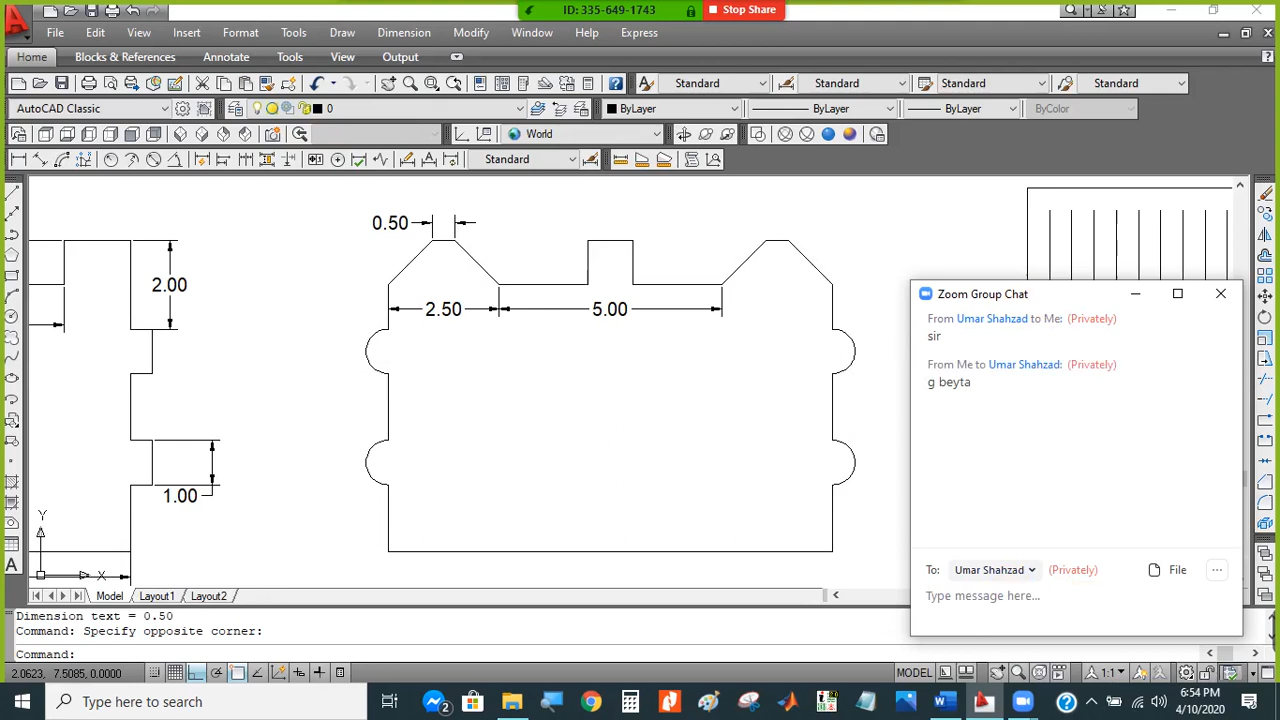 ID: 335-649-1743
Stop Share
File Edit View Insert Format Tools Draw Dimension Modify Window Help Express
Home Blocks & References Annotate Tools View Output
Standard Standard Standard Standard
AutoCAD Classic 0 ByLayer ByLayer ByLayer ByColor
World
Standard
0.50
2.00
2.50 5.00
1.00
Y
X
Zoom Group Chat
From Umar Shahzad to Me: (Privately)
sir
From Me to Umar Shahzad: (Privately)
g beyta
To: Umar Shahzad (Privately) File
Type message here...
Model Layout1 Layout2
Dimension text = 0.50
Command: Specify opposite corner:
Command:
2.0623, 7.5085, 0.0000 MODEL 1:1
Type here to search
2
A
6:54 PM
4/10/2020